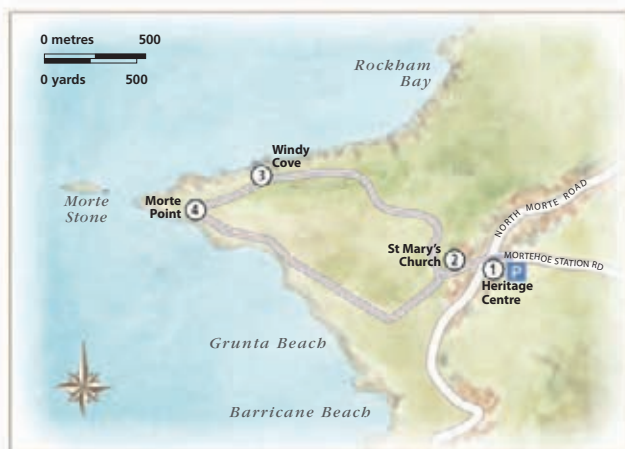 0 metres 500
0 yards 500
Rockham
Bay
Windy
Cove
3
Morte
Stone
Morte
Point
4
NORTH MORTE ROAD
St Mary's
Church
2
MORTEHOE STATION RD
1
P
Heritage
Centre
Grunta Beach
Barricane Beach